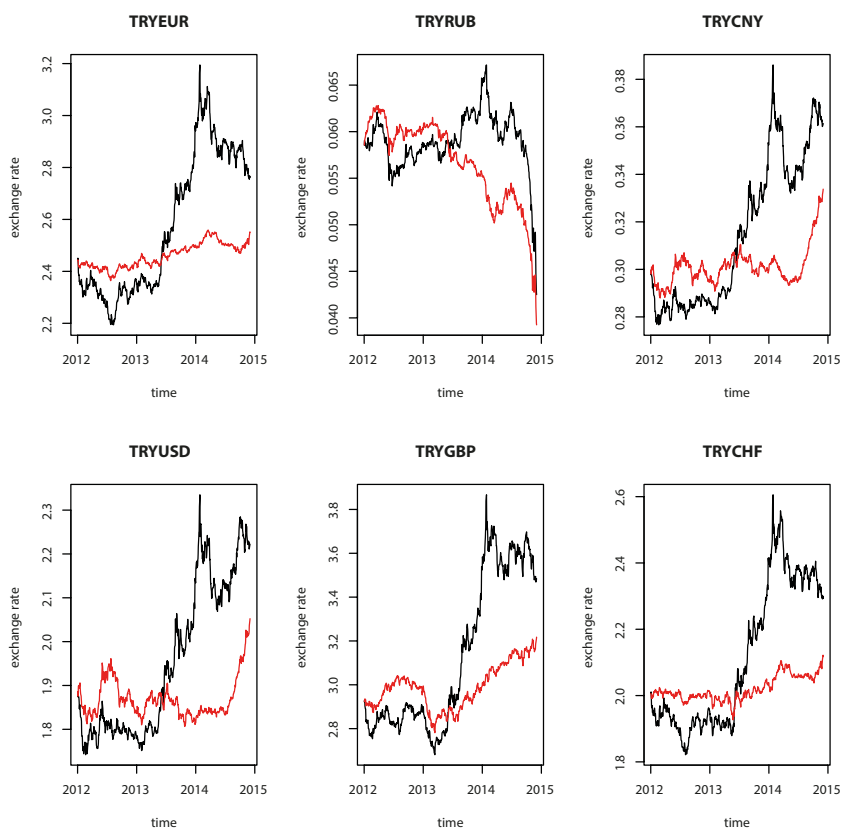 TRYEUR
exchange rate
3.2
3.0
2.8
2.6
2.4
2.2
2012 2013 2014 2015
time
TRYRUB
exchange rate
0.065
0.060
0.055
0.050
0.045
0.040
2012 2013 2014 2015
time
TRYCNY
exchange rate
0.38
0.36
0.34
0.32
0.30
0.28
2012 2013 2014 2015
time
TRYUSD
exchange rate
2.3
2.2
2.1
2.0
1.9
1.8
2012 2013 2014 2015
time
TRYGBP
exchange rate
3.8
3.6
3.4
3.2
3.0
2.8
2012 2013 2014 2015
time
TRYCHF
exchange rate
2.6
2.4
2.2
2.0
1.8
2012 2013 2014 2015
time